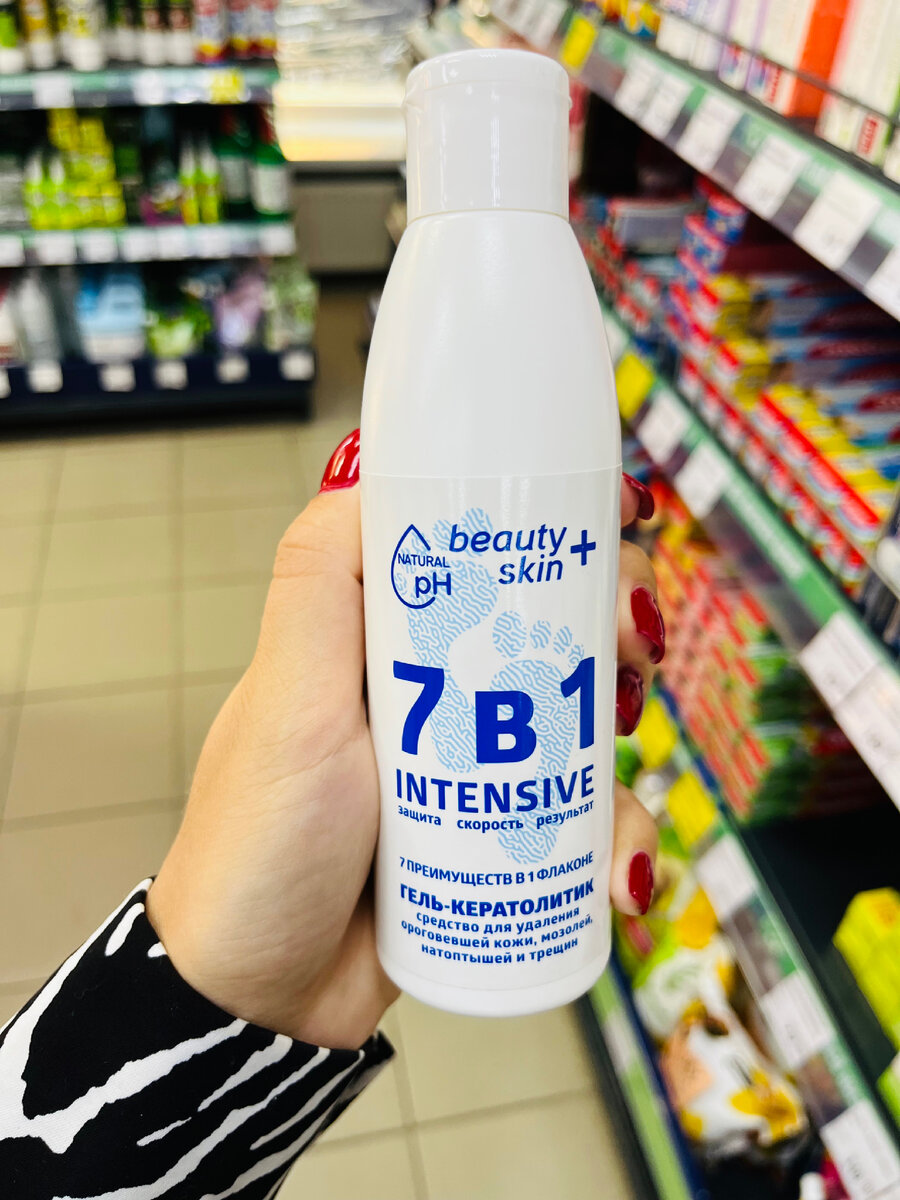 NATURAL
pH
beauty
skin +
7 В 1
INTENSIVE
защита скорость результат
7 ПРЕИМУЩЕСТВ В 1 ФЛАКОНЕ
ГЕЛЬ-КЕРАТОЛИТИК
средство для удаления
ороговевшей кожи, мозолей,
натоптышей и трещин